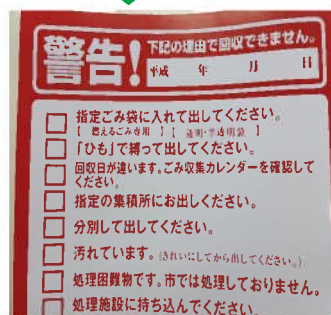 警告!
下記の理由で回収できません。
平成 年 月 日
指定ごみ袋に入れて出してください。
【 燃えるごみ専用 】【 透明・半透明袋 】
「ひも」で縛って出してください。
回収日が違います。ごみ収集カレンダーを確認して
ください。
指定の集積所にお出しください。
分別して出してください。
汚れています。(きれいにしてから出してください。)
処理困難物です。市では処理しておりません。
処理施設に持ち込んでください。